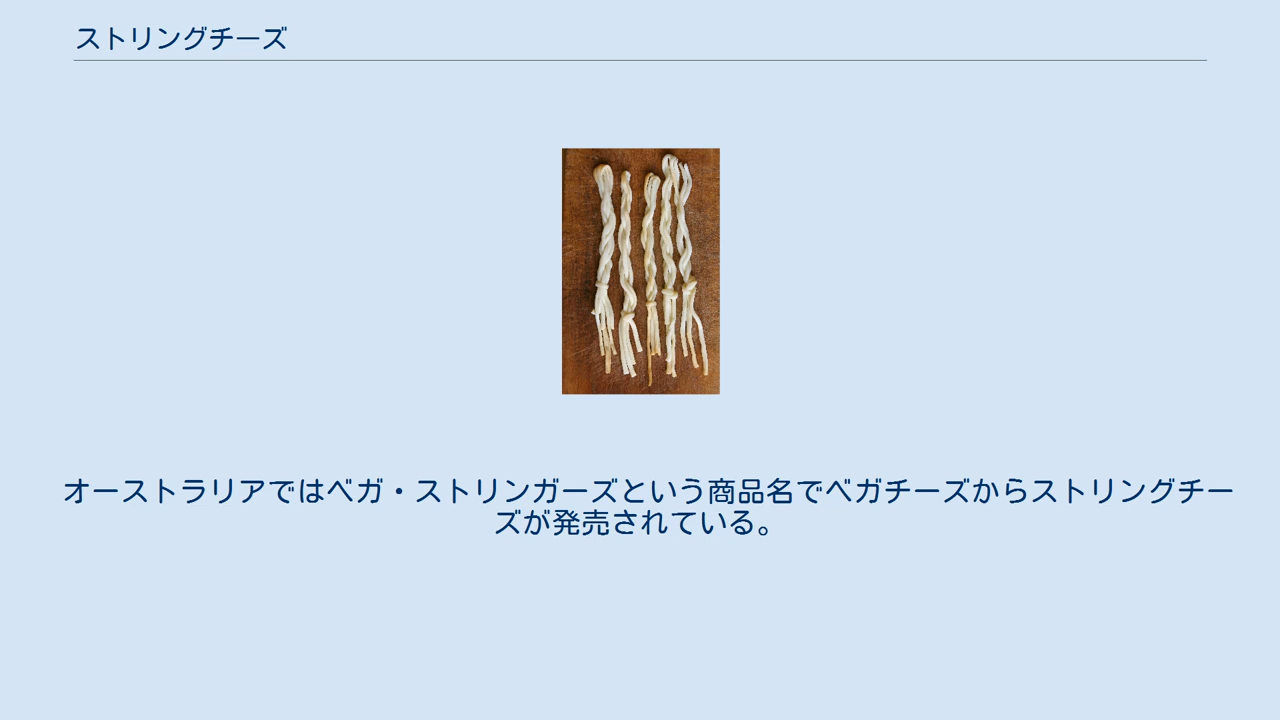 ストリングチーズ
オーストラリアではベガ・ストリンガーズという商品名でベガチーズからストリングチー
ズが発売されている。